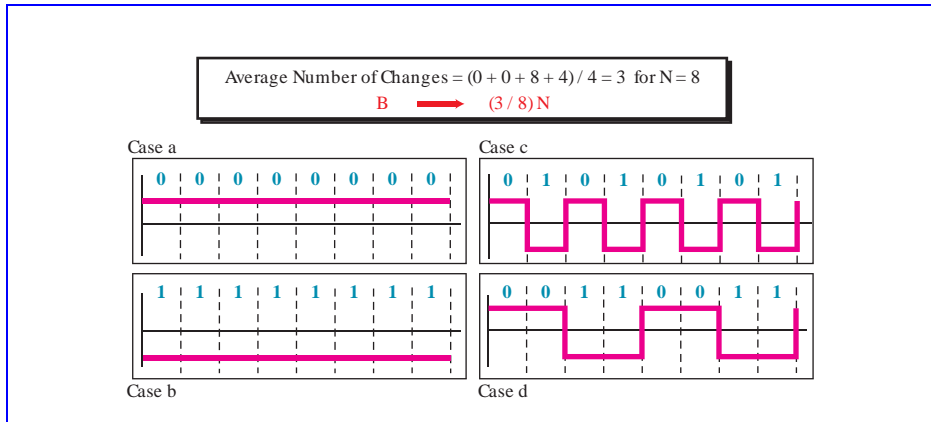 Average Number of Changes = (0 + 0 + 8 + 4) / 4 = 3 for N = 8
B (3 / 8) N
Case a
0 0 0 0 0 0 0 0
Case c
0 1 0 1 0 1 0 1
1 1 1 1 1 1 1 1
Case b
0 0 1 1 0 0 1 1
Case d